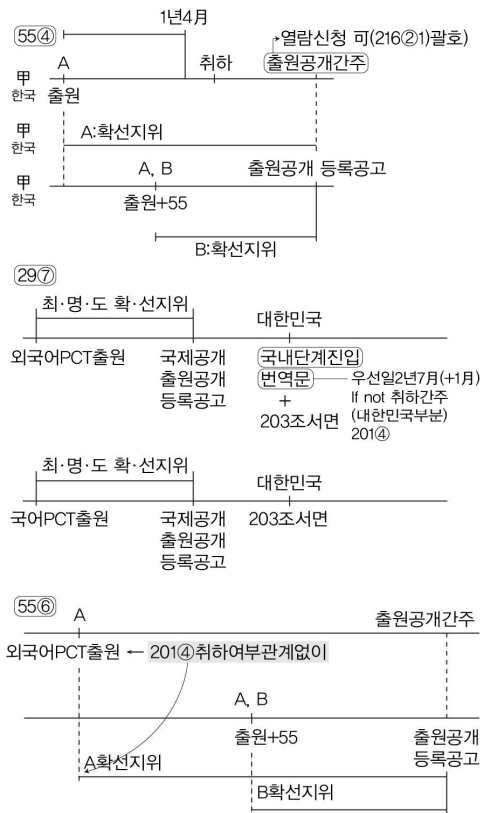 1년4月
55④
열람신청 可(216②1)괄호)
A
취하
출원공개간주
甲
한국
출원
甲
한국
A:확선지위
甲
한국
A, B
출원공개 등록공고
출원+55
B:확선지위
29⑦
최·명·도 확·선지위
대한민국
외국어PCT출원
국제공개
출원공개
등록공고
국내단계진입
번역문
+
203조서면
우선일2년7月(+1月)
If not 취하간주
(대한민국부분)
201④
최·명·도 확·선지위
대한민국
국어PCT출원
국제공개
출원공개
등록공고
203조서면
55⑥
A
출원공개간주
외국어PCT출원 ← 201④취하여부관계없이
A, B
출원+55
출원공개
등록공고
A확선지위
B확선지위